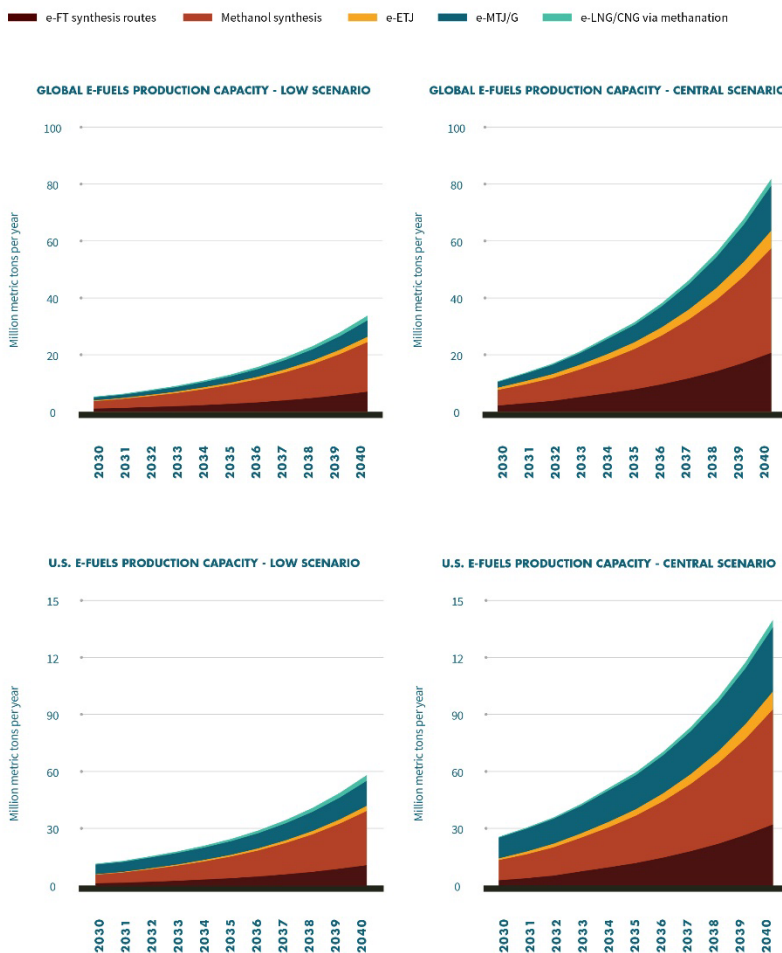 e-FT synthesis routes Methanol synthesis e-ETJ e-MTJ/G e-LNG/CNG via methanation
GLOBAL E-FUELS PRODUCTION CAPACITY - LOW SCENARIO
Million metric tons per year
100
80
60
40
20
0
2030 2031 2032 2033 2034 2035 2036 2037 2038 2039 2040
GLOBAL E-FUELS PRODUCTION CAPACITY - CENTRAL SCENARIO
Million metric tons per year
100
80
60
40
20
0
2030 2031 2032 2033 2034 2035 2036 2037 2038 2039 2040
U.S. E-FUELS PRODUCTION CAPACITY - LOW SCENARIO
Million metric tons per year
15
12
90
60
30
0
2030 2031 2032 2033 2034 2035 2036 2037 2038 2039 2040
U.S. E-FUELS PRODUCTION CAPACITY - CENTRAL SCENARIO
Million metric tons per year
15
12
90
60
30
0
2030 2031 2032 2033 2034 2035 2036 2037 2038 2039 2040